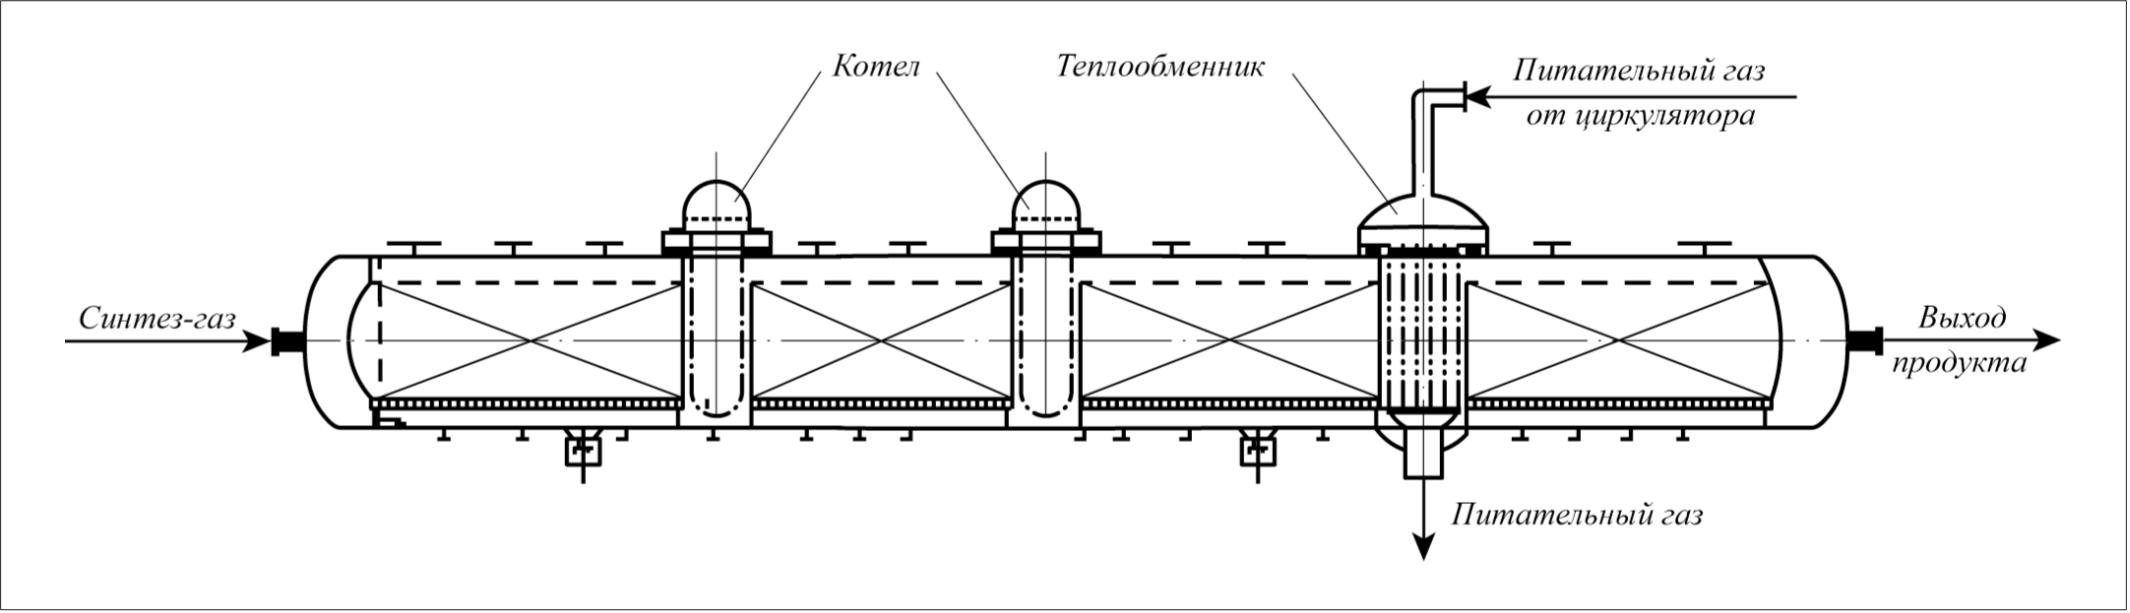 Котел
Теплообменник
Питательный газ
от циркулятора
Синтез-газ
Выход
продукта
Питательный газ